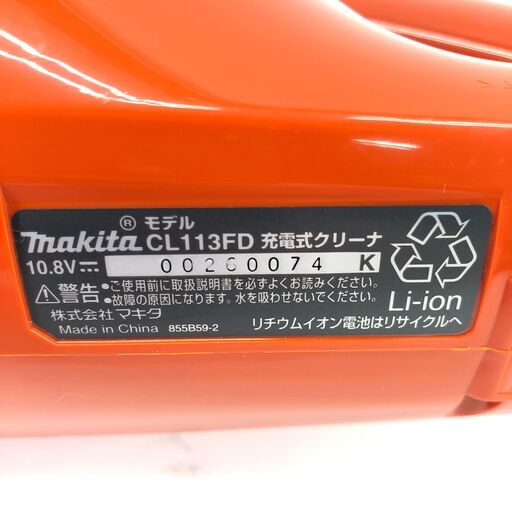 ® モデル
makita CL113FD 充電式クリーナ
10.8V⎓ 00260074 K
⚠警告 •ご使用前に取扱説明書を必ずよくお読みください。
•故障の原因になります。水を吸わせないでください。
株式会社マキタ
Made in China 855B59-2
Li-ion
リチウムイオン電池はリサイクルへ